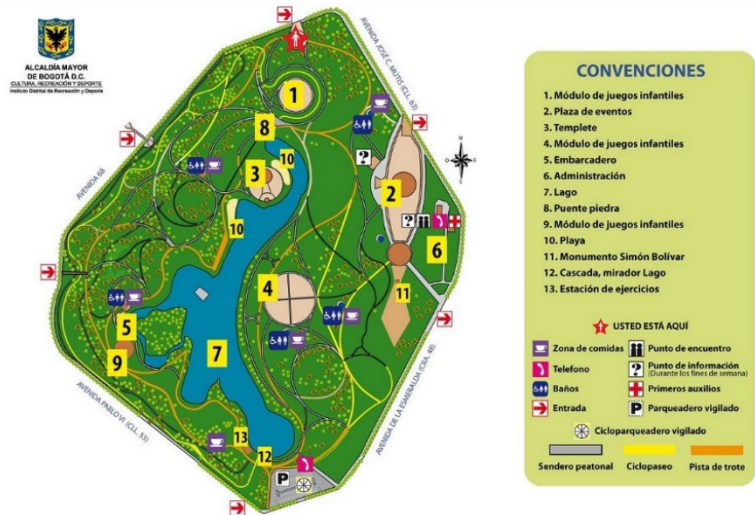 ALCALDÍA MAYOR
DE BOGOTÁ D.C.
CULTURA, RECREACIÓN Y DEPORTE
Instituto Distrital de Recreación y Deporte
AVENIDA JOSÉ C. MUTIS (CLL. 63)
AVENIDA 68
AVENIDA PABLO VI (CLL. 53)
AVENIDA DE LA ESMERALDA (CRA. 48)
1
8
10
3
2
?
?
10
6
4
11
5
9
7
13
12
P
N
E
S
O
CONVENCIONES
1. Módulo de juegos infantiles
2. Plaza de eventos
3. Templete
4. Módulo de juegos infantiles
5. Embarcadero
6. Administración
7. Lago
8. Puente piedra
9. Módulo de juegos infantiles
10. Playa
11. Monumento Simón Bolívar
12. Cascada, mirador Lago
13. Estación de ejercicios
USTED ESTÁ AQUÍ
Zona de comidas
Punto de encuentro
Telefono
? Punto de información
(Durante los fines de semana)
Baños
Primeros auxilios
Entrada
P Parqueadero vigilado
Cicloparqueadero vigilado
Sendero peatonal
Ciclopaseo
Pista de trote